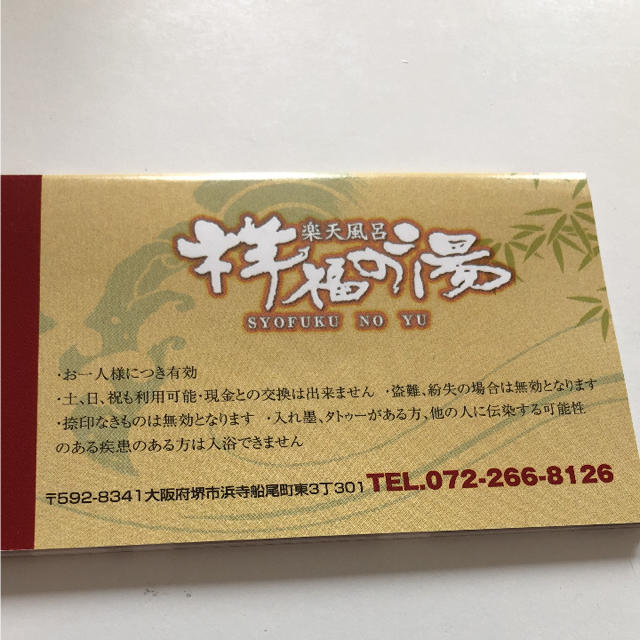 楽天風呂
祥福の湯
SYOFUKU NO YU
・お一人様につき有効
・土、日、祝も利用可能・現金との交換は出来ません ・盗難、紛失の場合は無効となります
・捺印なきものは無効となります ・入れ墨、タトゥーがある方、他の人に伝染する可能性
のある疾患のある方は入浴できません
〒592-8341大阪府堺市浜寺船尾町東3丁301 TEL.072-266-8126